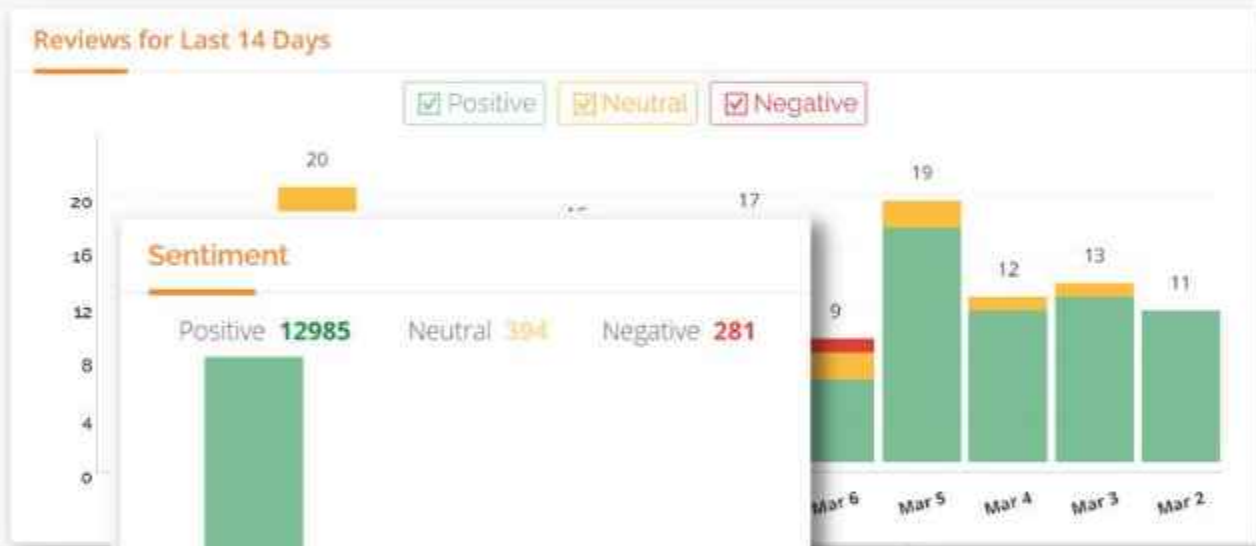 Reviews for Last 14 Days
Positive Neutral Negative
20
19
17
20
16
13
12
11
12
9
8
4
0
Sentiment
Positive 12985 Neutral 394 Negative 281
Mar 6 Mar 5 Mar 4 Mar 3 Mar 2